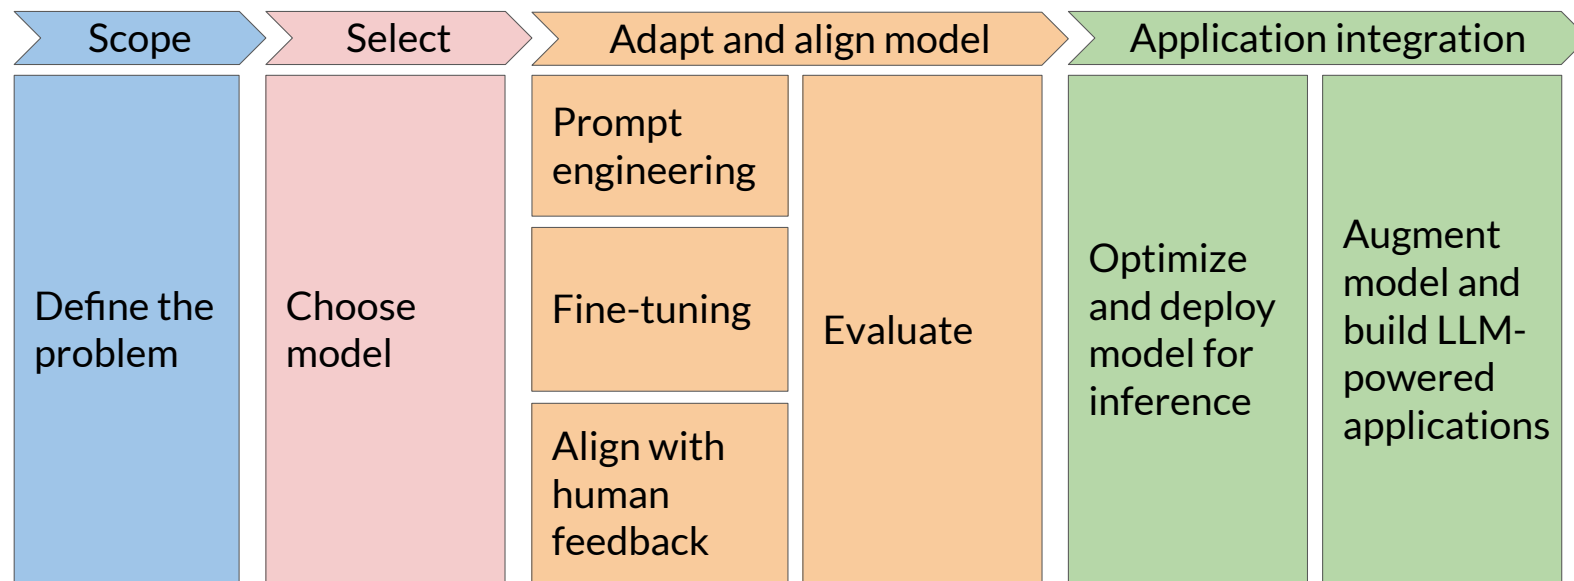 Scope
Select
Adapt and align model
Application integration
Define the
problem
Choose
model
Prompt
engineering
Fine-tuning
Align with
human
feedback
Evaluate
Optimize
and deploy
model for
inference
Augment
model and
build LLM-
powered
applications